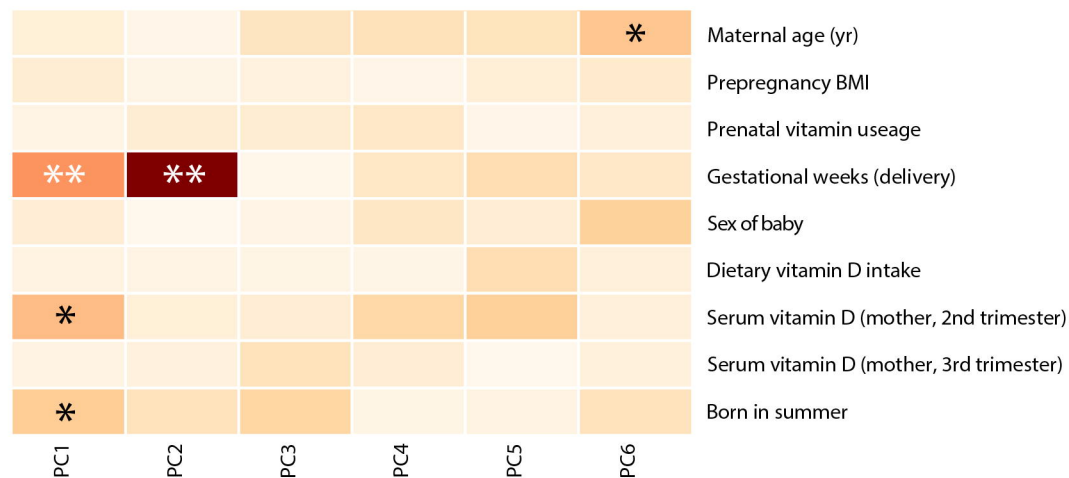 * Maternal age (yr)
Prepregnancy BMI
Prenatal vitamin useage
** ** Gestational weeks (delivery)
Sex of baby
Dietary vitamin D intake
* Serum vitamin D (mother, 2nd trimester)
Serum vitamin D (mother, 3rd trimester)
* Born in summer
PC1 PC2 PC3 PC4 PC5 PC6